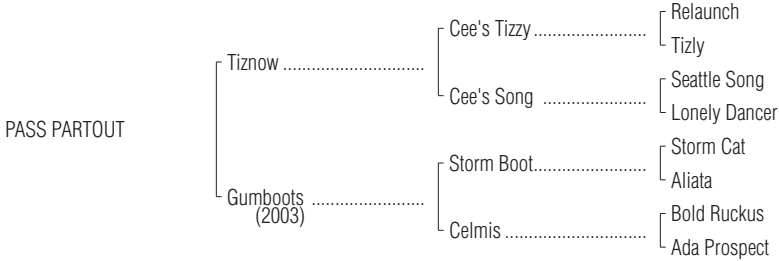 Relaunch
Cee's Tizzy ........................
Tizly
Tiznow ..............................
Seattle Song
Cee's Song ......................
Lonely Dancer
PASS PARTOUT
Storm Cat
Storm Boot........................
Aliata
Gumboots ........................
(2003)
Bold Ruckus
Celmis ..............................
Ada Prospect